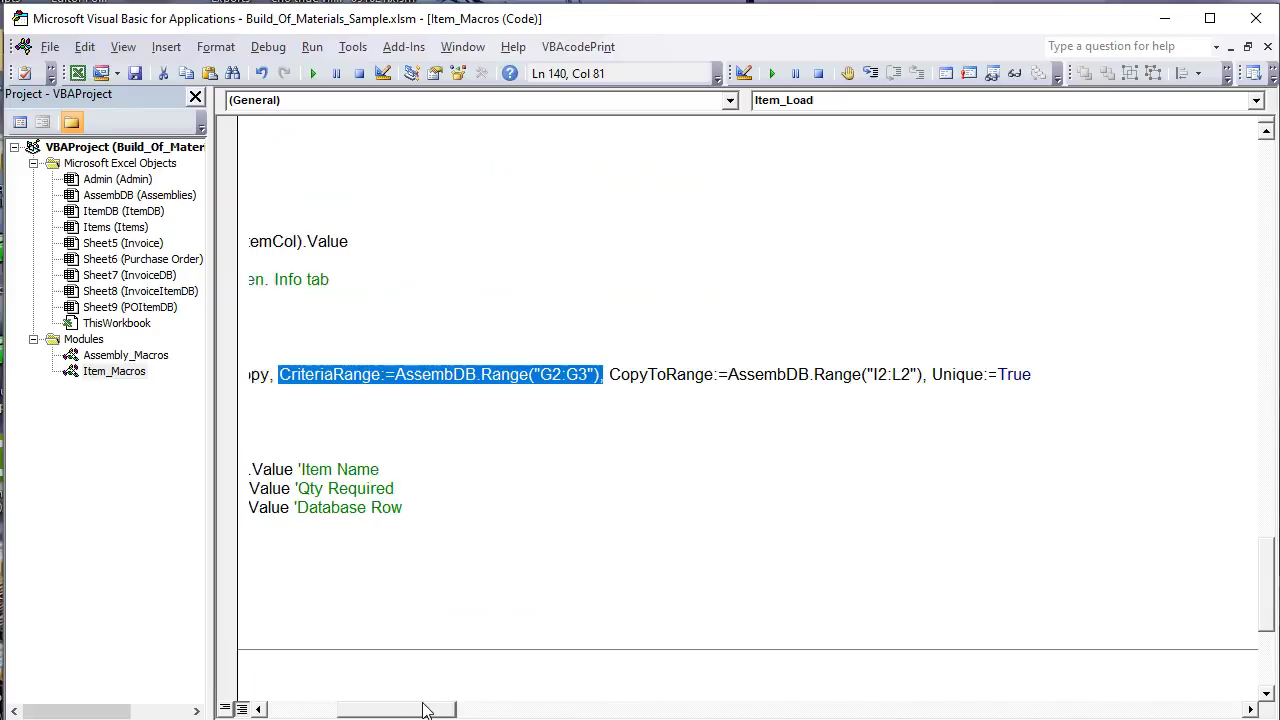 Microsoft Visual Basic for Applications - Build_Of_Materials_Sample.xlsm - [Item_Macros (Code)]
File Edit View Insert Format Debug Run Tools Add-Ins Window Help VBAcodePrint Type a question for help
Ln 140, Col 81
Project - VBAProject
(General) Item_Load
VBAProject (Build_Of_Mater
Microsoft Excel Objects
Admin (Admin)
AssembDB (Assemblies)
ItemDB (ItemDB)
Items (Items)
Sheet5 (Invoice)
Sheet6 (Purchase Order)
Sheet7 (InvoiceDB)
Sheet8 (InvoiceItemDB)
Sheet9 (POItemDB)
ThisWorkbook
Modules
Assembly_Macros
Item_Macros
emCol).Value
en. Info tab
opy, CriteriaRange:=AssembDB.Range("G2:G3"), CopyToRange:=AssembDB.Range("I2:L2"), Unique:=True
.Value 'Item Name
Value 'Qty Required
Value 'Database Row